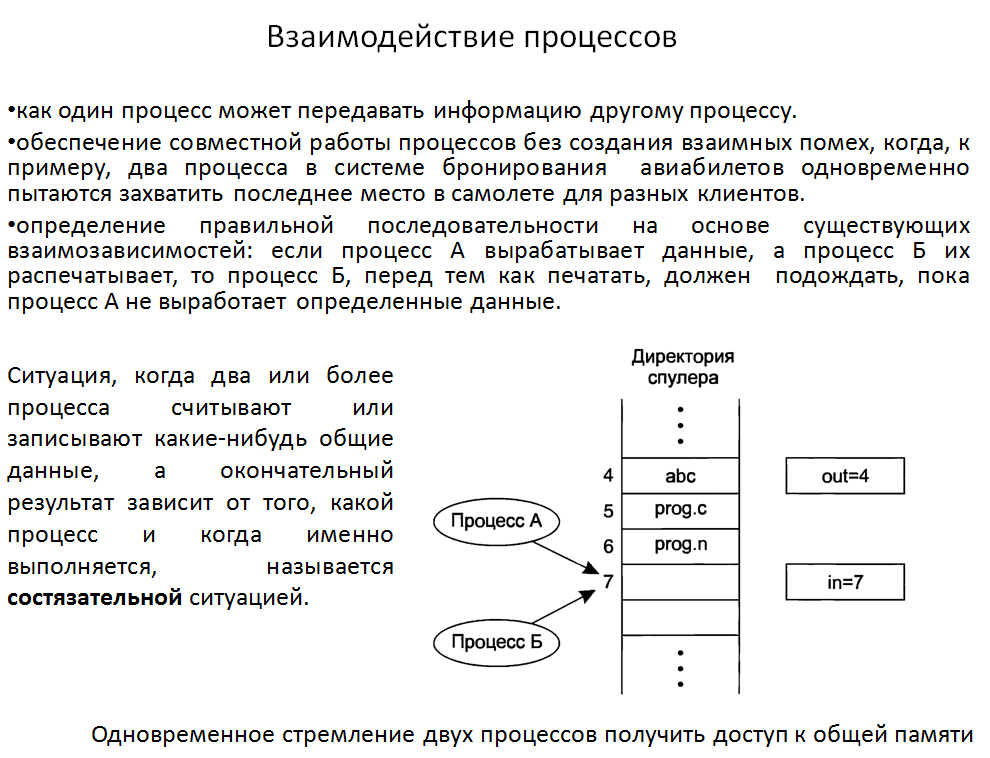 Взаимодействие процессов
•как один процесс может передавать информацию другому процессу.
•обеспечение совместной работы процессов без создания взаимных помех, когда, к
примеру, два процесса в системе бронирования авиабилетов одновременно
пытаются захватить последнее место в самолете для разных клиентов.
•определение правильной последовательности на основе существующих
взаимозависимостей: если процесс А вырабатывает данные, а процесс Б их
распечатывает, то процесс Б, перед тем как печатать, должен подождать, пока
процесс А не выработает определенные данные.
Ситуация, когда два или более
процесса считывают или
записывают какие-нибудь общие
данные, а окончательный
результат зависит от того, какой
процесс и когда именно
выполняется, называется
состязательной ситуацией.
Директория
спулера
4 abc out=4
5 prog.c
Процесс А
6 prog.n
7 in=7
Процесс Б
Одновременное стремление двух процессов получить доступ к общей памяти